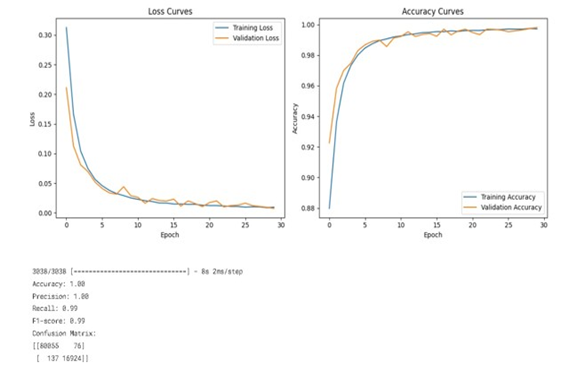 Loss Curves
Training Loss
Validation Loss
0.30
0.25
0.20
0.15
0.10
0.05
0.00
Loss
0 5 10 15 20 25 30
Epoch
Accuracy Curves
1.00
0.98
0.96
0.94
0.92
0.90
0.88
Accuracy
Training Accuracy
Validation Accuracy
0 5 10 15 20 25 30
Epoch
3038/3038 [==============================] - 8s 2ms/step
Accuracy: 1.00
Precision: 1.00
Recall: 0.99
F1-score: 0.99
Confusion Matrix:
[[80055 76]
[ 137 16924]]